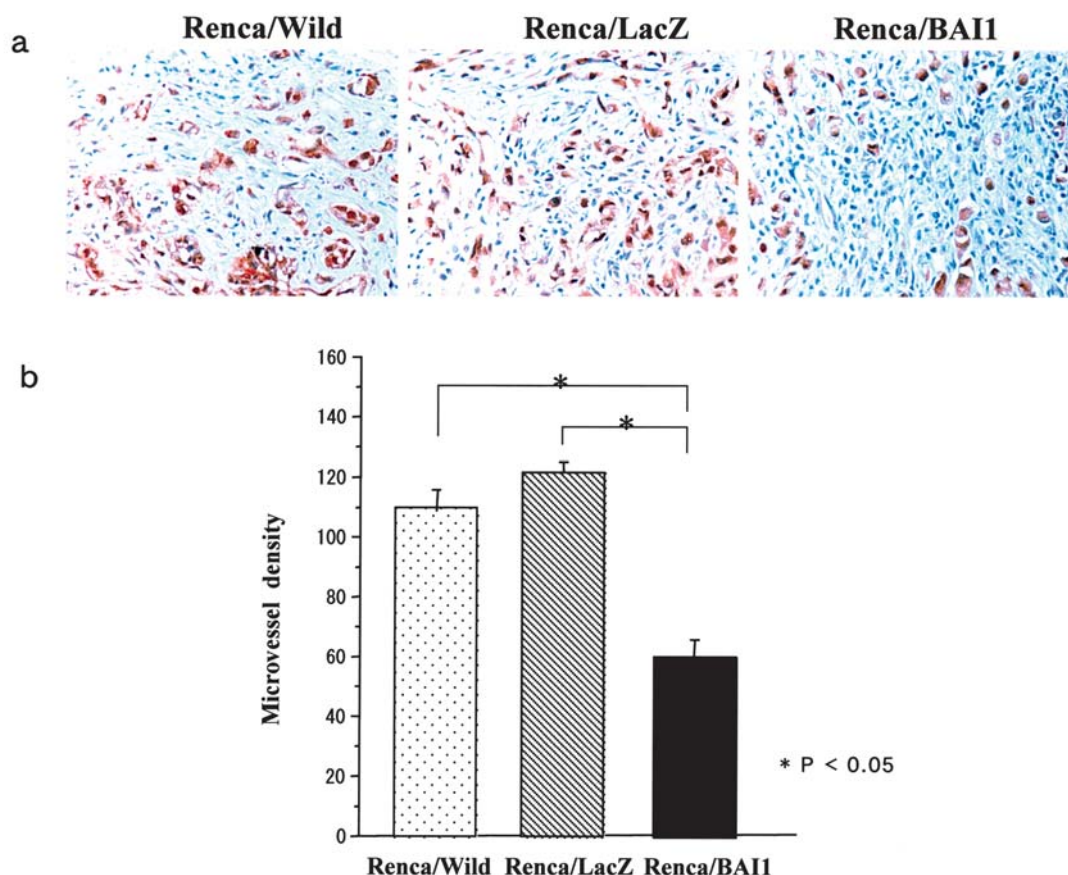 a
Renca/Wild Renca/LacZ Renca/BAI1
b
160
140
120
100
80
60
40
20
0
Microvessel density
*
*
* P < 0.05
Renca/Wild Renca/LacZ Renca/BAI1